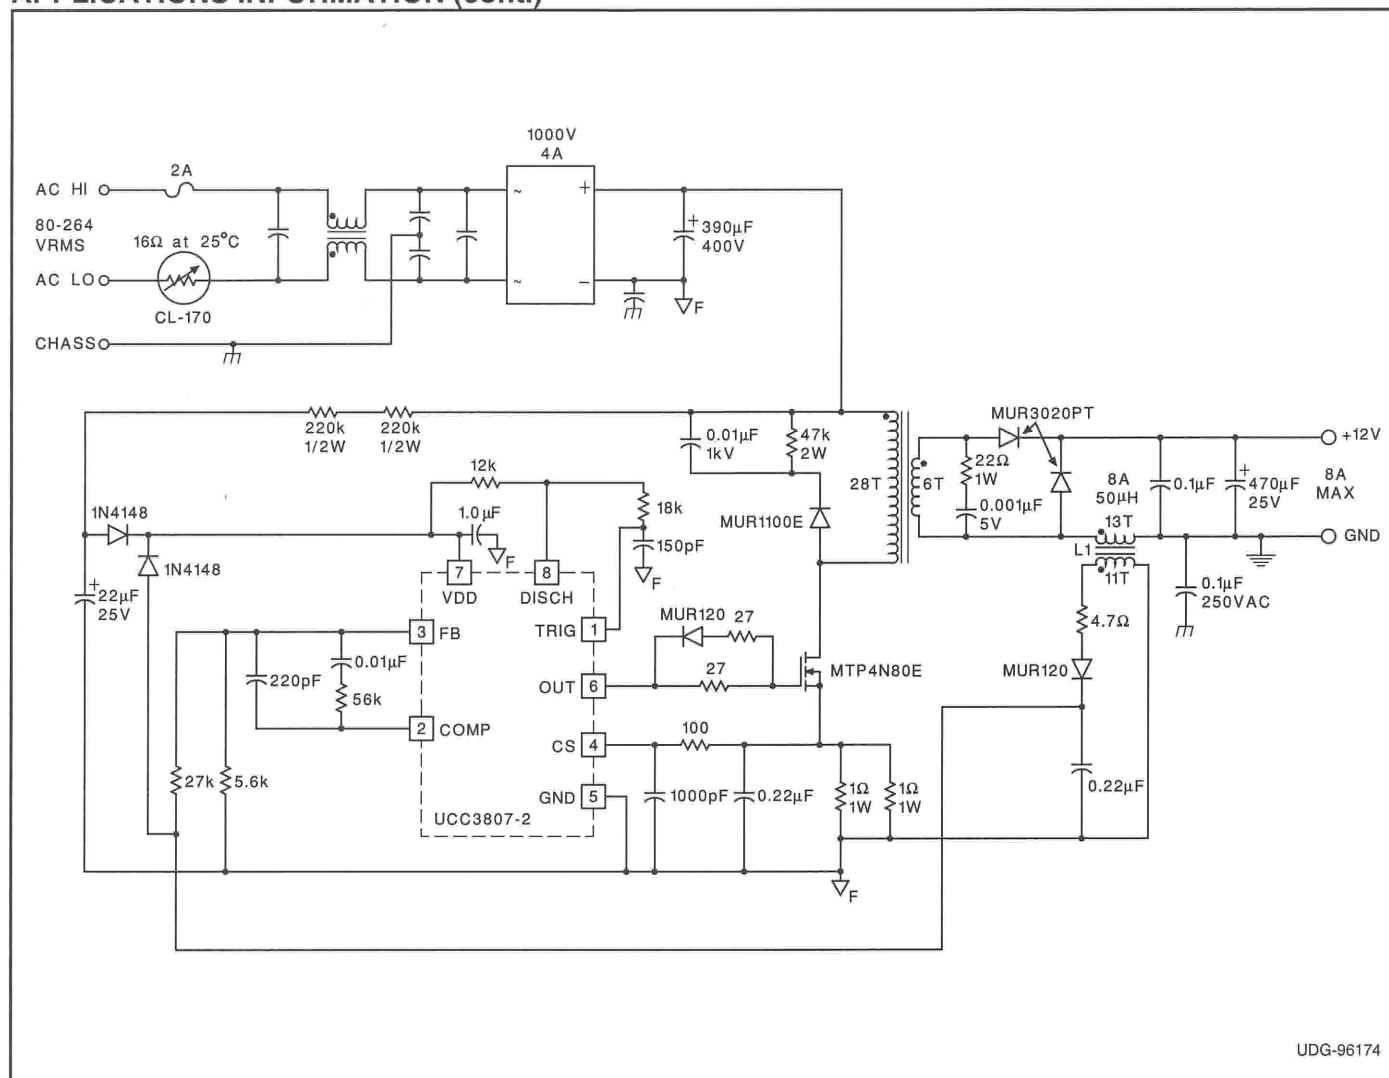 APPLICATIONS INFORMATION (cont.)
1000V
4A
2A
AC HI
~
+
80-264
VRMS
16Ω at 25°C
+
390µF
400V
AC LO
~
−
F
CL-170
CHASS
220k
1/2W
220k
1/2W
0.01µF
1kV
47k
2W
MUR3020PT
+12V
12k
28T
6T
22Ω
1W
8A
50µH
0.1µF
+
470µF
25V
8A
MAX
1N4148
1.0µF
18k
MUR1100E
0.001µF
5V
13T
GND
F
150pF
L1
1N4148
F
11T
+
22µF
25V
7
VDD
8
DISCH
0.1µF
250VAC
3
FB
TRIG
1
MUR120
27
4.7Ω
0.01µF
220pF
OUT
6
27
MTP4N80E
MUR120
56k
2
COMP
100
CS
4
27k
5.6k
1000pF
0.22µF
1Ω
1W
1Ω
1W
0.22µF
GND
5
UCC3807-2
F
UDG-96174